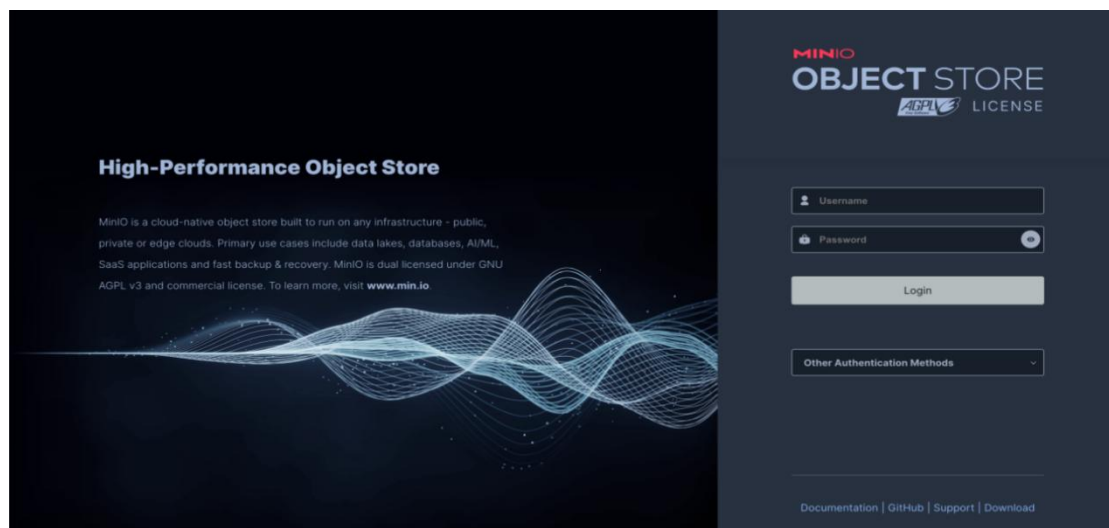 High-Performance Object Store
MinIO is a cloud-native object store built to run on any infrastructure - public,
private or edge clouds. Primary use cases include data lakes, databases, AI/ML,
SaaS applications and fast backup & recovery. MinIO is dual licensed under GNU
AGPL v3 and commercial license. To learn more, visit www.min.io.
MINIO
OBJECT STORE
AGPLV3 LICENSE
Username
Password
Login
Other Authentication Methods
Documentation | GitHub | Support | Download